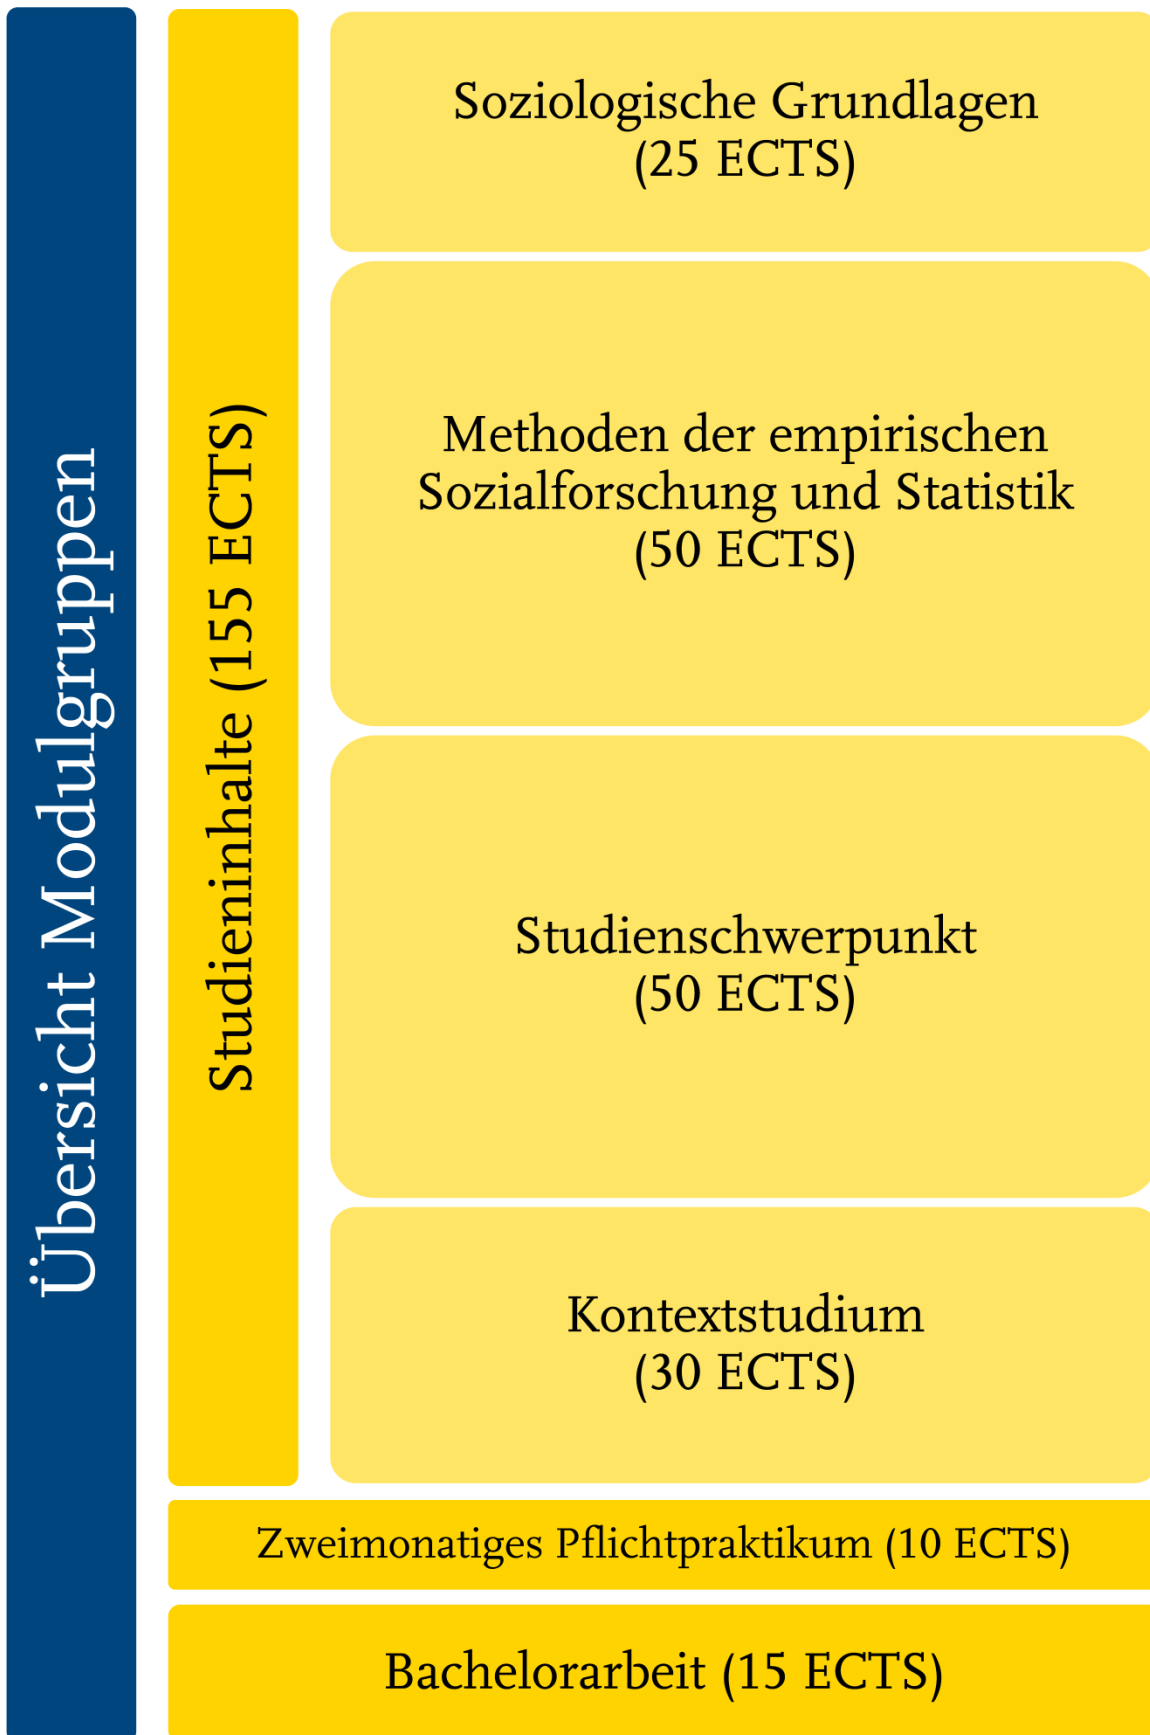 Übersicht Modulgruppen
Studieninhalte (155 ECTS)
Soziologische Grundlagen
(25 ECTS)
Methoden der empirischen
Sozialforschung und Statistik
(50 ECTS)
Studienschwerpunkt
(50 ECTS)
Kontextstudium
(30 ECTS)
Zweimonatiges Pflichtpraktikum (10 ECTS)
Bachelorarbeit (15 ECTS)